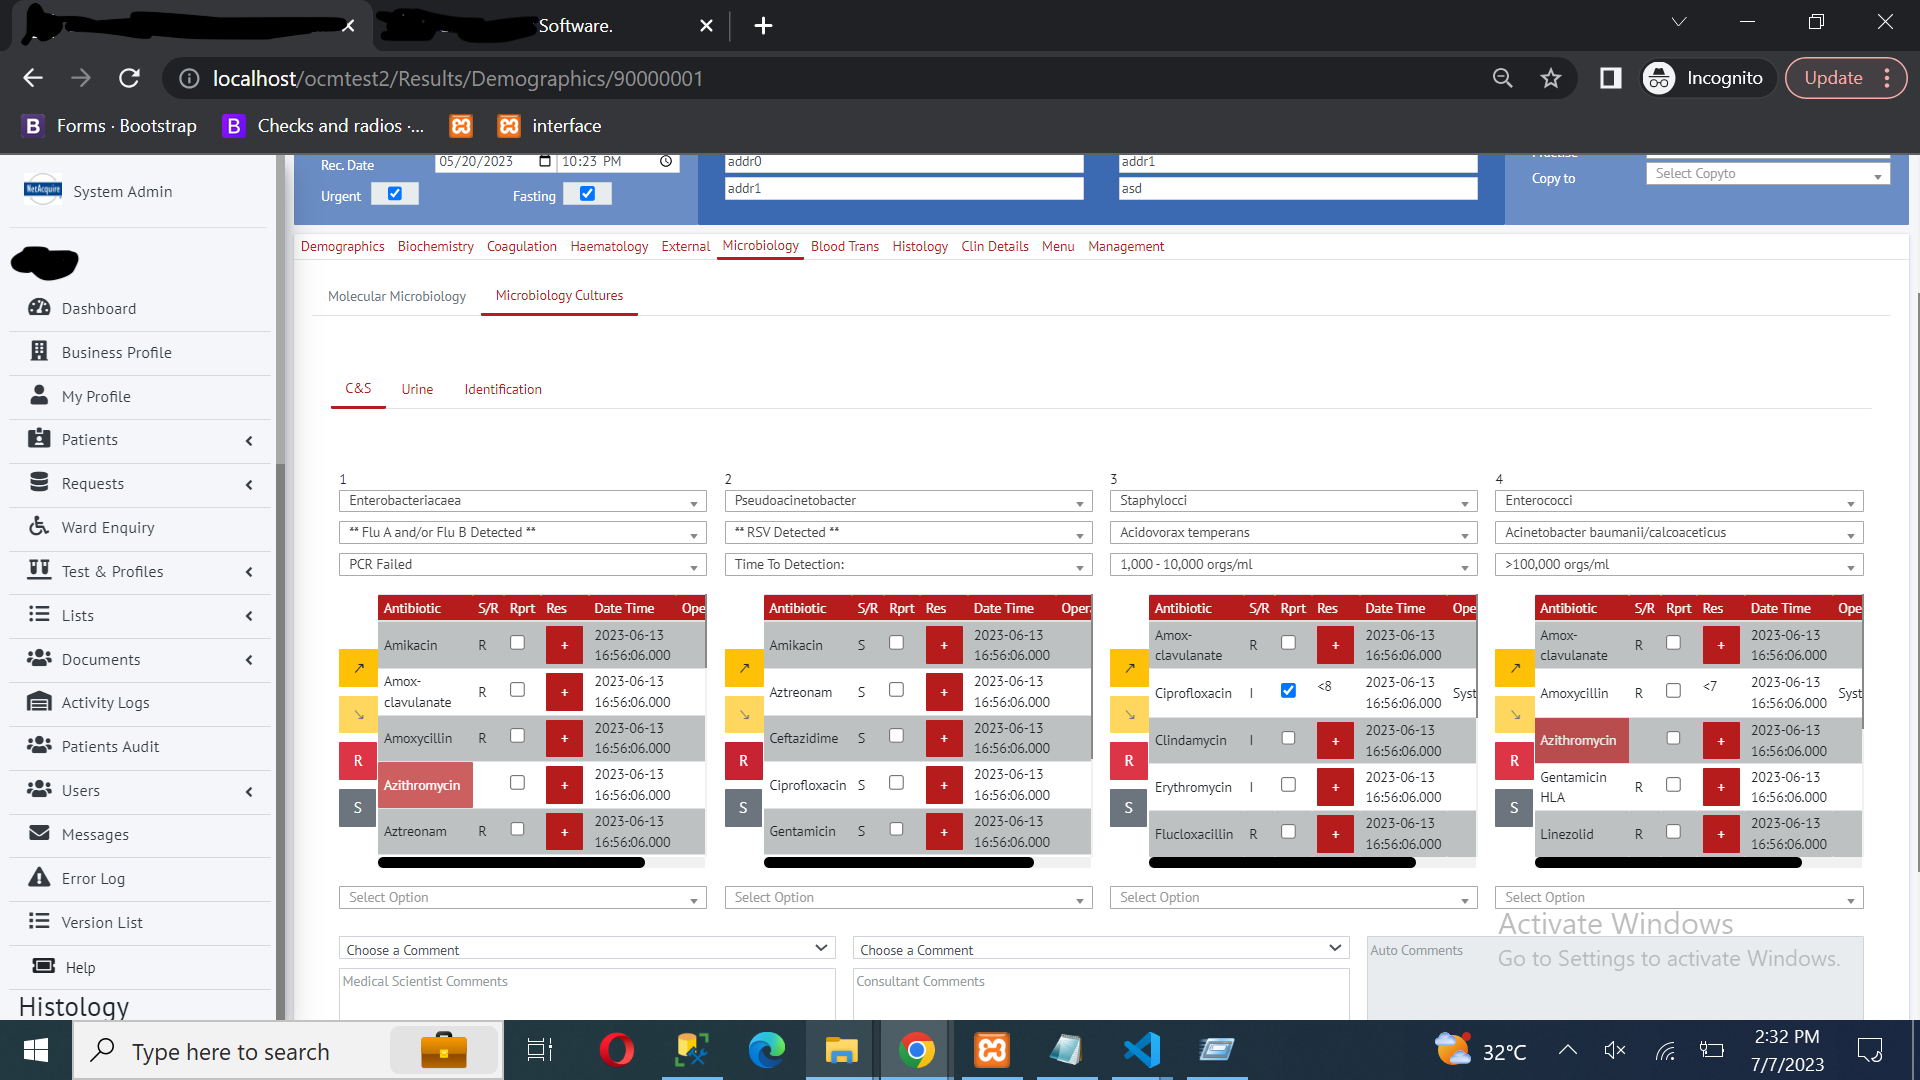 Software.
localhost/ocmtest2/Results/Demographics/90000001
Incognito
Update
B Forms · Bootstrap
B Checks and radios ·...
interface
NetAcquire System Admin
Dashboard
Business Profile
My Profile
Patients
Requests
Ward Enquiry
Test & Profiles
Lists
Documents
Activity Logs
Patients Audit
Users
Messages
Error Log
Version List
Help
Histology
Rec. Date 05/20/2023 10:23 PM addr0 addr1
Urgent Fasting addr1 asd
Copy to Select Copyto
Demographics Biochemistry Coagulation Haematology External Microbiology Blood Trans Histology Clin Details Menu Management
Molecular Microbiology Microbiology Cultures
C&S Urine Identification
1
Enterobacteriacaea
** Flu A and/or Flu B Detected **
PCR Failed
Antibiotic S/R Rprt Res Date Time Ope
Amikacin R + 2023-06-13 16:56:06.000
Amox-clavulanate R + 2023-06-13 16:56:06.000
Amoxycillin R + 2023-06-13 16:56:06.000
Azithromycin + 2023-06-13 16:56:06.000
Aztreonam R + 2023-06-13 16:56:06.000
R
S
Select Option
2
Pseudoacinetobacter
** RSV Detected **
Time To Detection:
Antibiotic S/R Rprt Res Date Time Oper
Amikacin S + 2023-06-13 16:56:06.000
Aztreonam S + 2023-06-13 16:56:06.000
Ceftazidime S + 2023-06-13 16:56:06.000
Ciprofloxacin S + 2023-06-13 16:56:06.000
Gentamicin S + 2023-06-13 16:56:06.000
R
S
Select Option
3
Staphylocci
Acidovorax temperans
1,000 - 10,000 orgs/ml
Antibiotic S/R Rprt Res Date Time Ope
Amox-clavulanate R + 2023-06-13 16:56:06.000
Ciprofloxacin I <8 2023-06-13 16:56:06.000 Syst
Clindamycin I + 2023-06-13 16:56:06.000
Erythromycin I + 2023-06-13 16:56:06.000
Flucloxacillin R + 2023-06-13 16:56:06.000
R
S
Select Option
4
Enterococci
Acinetobacter baumanii/calcoaceticus
>100,000 orgs/ml
Antibiotic S/R Rprt Res Date Time Ope
Amox-clavulanate R + 2023-06-13 16:56:06.000
Amoxycillin R <7 2023-06-13 16:56:06.000 Syst
Azithromycin + 2023-06-13 16:56:06.000
Gentamicin HLA R + 2023-06-13 16:56:06.000
Linezolid R + 2023-06-13 16:56:06.000
R
S
Select Option
Choose a Comment
Medical Scientist Comments
Choose a Comment
Consultant Comments
Auto Comments
Activate Windows
Go to Settings to activate Windows.
Type here to search
32°C
2:32 PM
7/7/2023